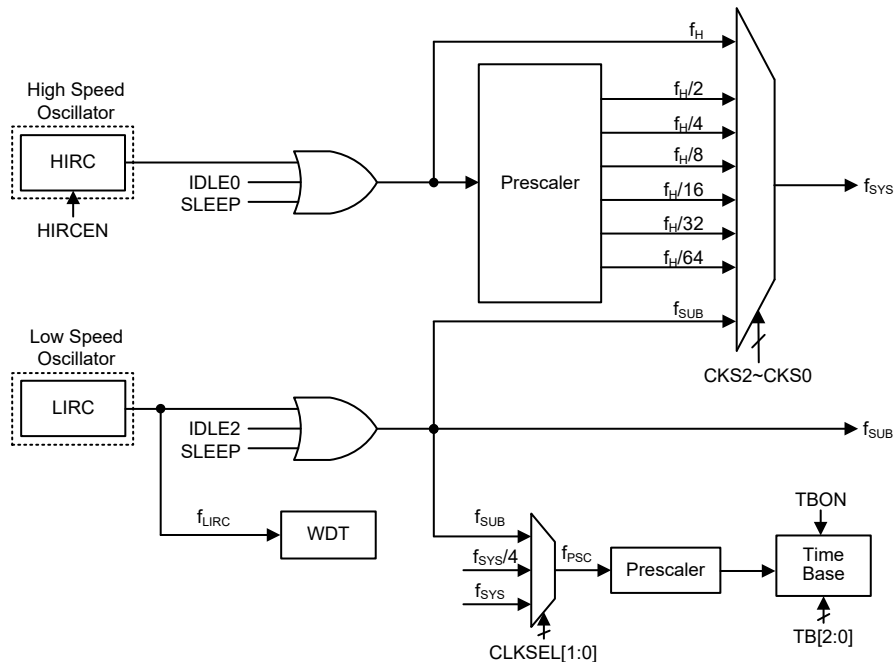 High Speed
Oscillator
HIRC
HIRCEN
IDLE0
SLEEP
Prescaler
fH
fH/2
fH/4
fH/8
fH/16
fH/32
fH/64
fSUB
CKS2~CKS0
fSYS
Low Speed
Oscillator
LIRC
IDLE2
SLEEP
fSUB
fLIRC
WDT
fSUB
fSYS/4
fSYS
CLKSEL[1:0]
fPSC
Prescaler
TBON
Time
Base
TB[2:0]